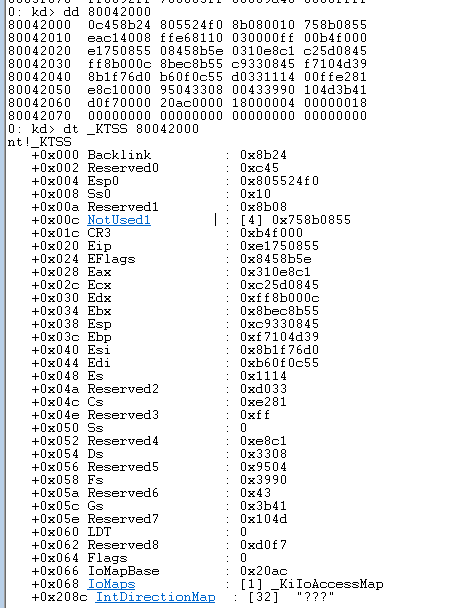 0: kd> dd 80042000
80042000 0c458b24 805524f0 8b080010 758b0855
80042010 ffe68110 030000ff 00b4f000
80042020 e1750855 08458b5e 0310e8c1 c25d0845
80042030 ff8b000c 8bec8b55 c9330845 f7104d39
80042040 8b1f76d0 b60f0c55 d0331114 00ffe281
80042050 e8c10000 95043308 00433990 104d3b41
80042060 d0f70000 20ac0000 18000004 00000018
80042070 00000000 00000000 00000000 00000000
0: kd> dt _KTSS 80042000
nt!_KTSS
+0x000 Backlink : 0x8b24
+0x002 Reserved0 : 0xc45
+0x004 Esp0 : 0x805524f0
+0x008 Ss0 : 0x10
+0x00a Reserved1 : 0x8b08
+0x00c NotUsed1 : [4] 0x758b0855
+0x01c CR3 : 0xb4f000
+0x020 Eip : 0xe1750855
+0x024 EFlags : 0x8458b5e
+0x028 Eax : 0x310e8c1
+0x02c Ecx : 0xc25d0845
+0x030 Edx : 0xff8b000c
+0x034 Ebx : 0x8bec8b55
+0x038 Esp : 0xc9330845
+0x03c Ebp : 0xf7104d39
+0x040 Esi : 0x8b1f76d0
+0x044 Edi : 0xb60f0c55
+0x048 Es : 0x1114
+0x04a Reserved2 : 0xd033
+0x04c Cs : 0xe281
+0x04e Reserved3 : 0xff
+0x050 Ss : 0
+0x052 Reserved4 : 0xe8c1
+0x054 Ds : 0x3308
+0x056 Reserved5 : 0x9504
+0x058 Fs : 0x3990
+0x05a Reserved6 : 0x43
+0x05c Gs : 0x3b41
+0x05e Reserved7 : 0x104d
+0x060 LDT : 0
+0x062 Reserved8 : 0xd0f7
+0x064 Flags : 0
+0x066 IoMapBase : 0x20ac
+0x068 IoMaps : [1] _KiIoAccessMap
+0x208c IntDirectionMap : [32] "???"